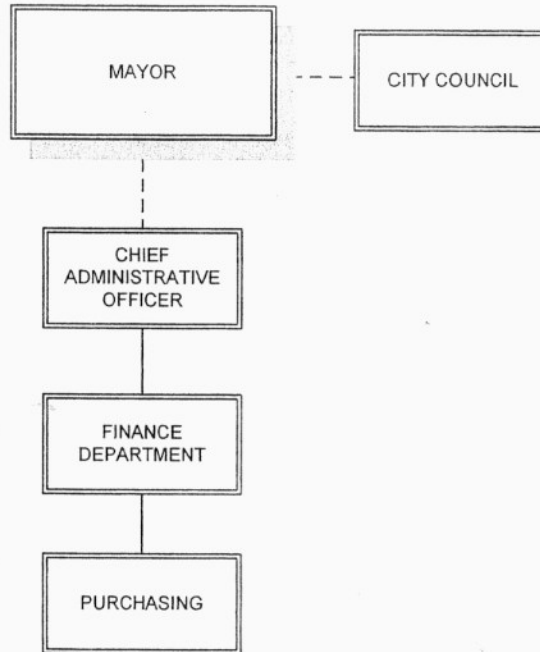 MAYOR
CITY COUNCIL
CHIEF
ADMINISTRATIVE
OFFICER
FINANCE
DEPARTMENT
PURCHASING